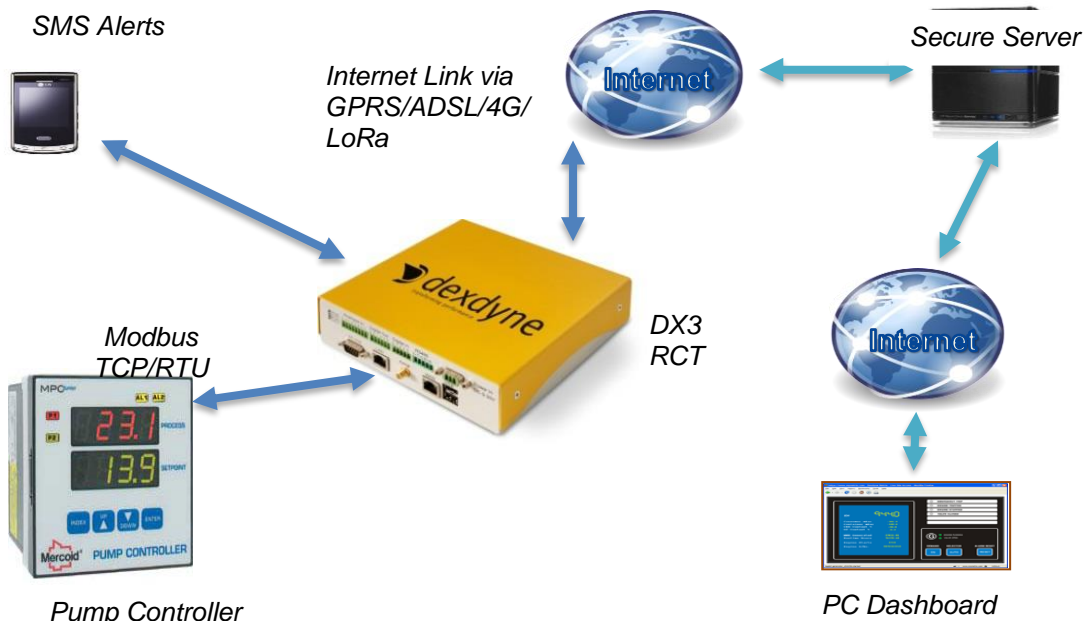 SMS Alerts
Internet Link via
GPRS/ADSL/4G/
LoRa
Internet
Secure Server
dexdyne
DX3
RCT
Modbus
TCP/RTU
MPC
AL1 AL2
P1
23.1 PROCESS
P2
13.9 SETPOINT
INDEX
UP
DOWN
ENTER
Mercoid®
PUMP CONTROLLER
Pump Controller
Internet
9440
PC Dashboard